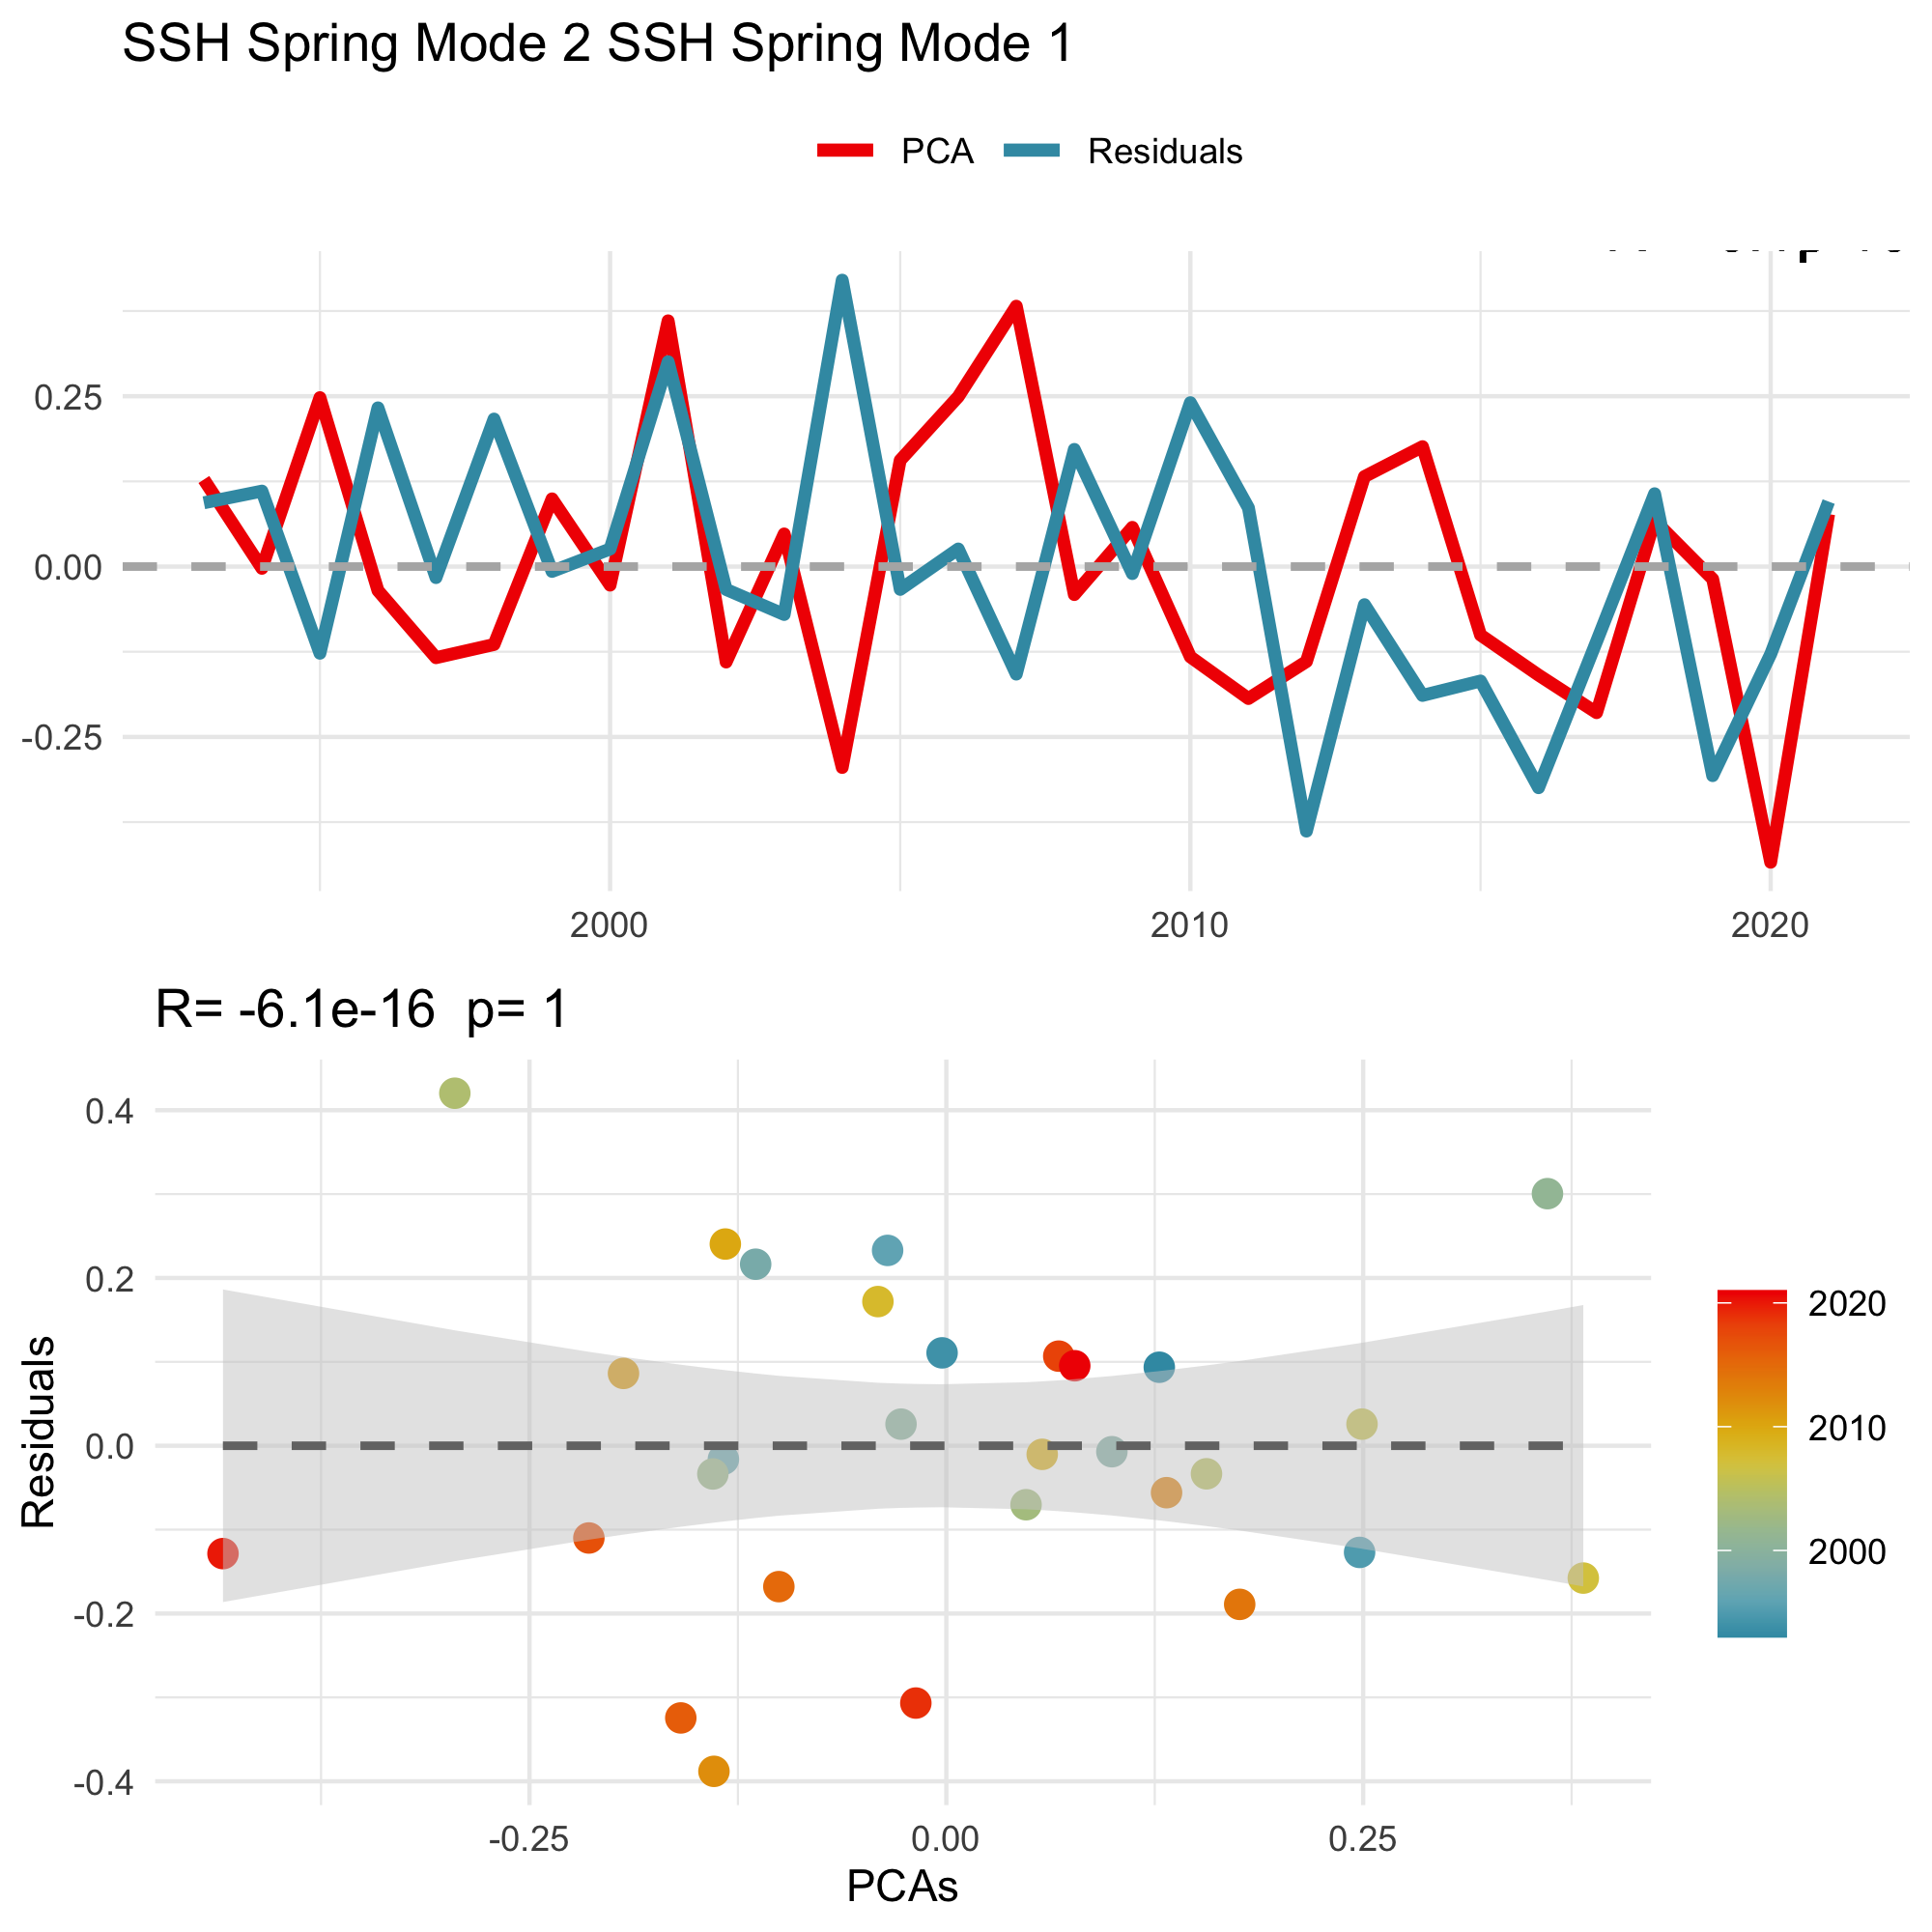 SSH Spring Mode 2 SSH Spring Mode 1
PCA Residuals
0.25
0.00
-0.25
2000 2010 2020
R= -6.1e-16 p= 1
Residuals
0.4
0.2
0.0
-0.2
-0.4
-0.25 0.00 0.25
PCAs
2020
2010
2000